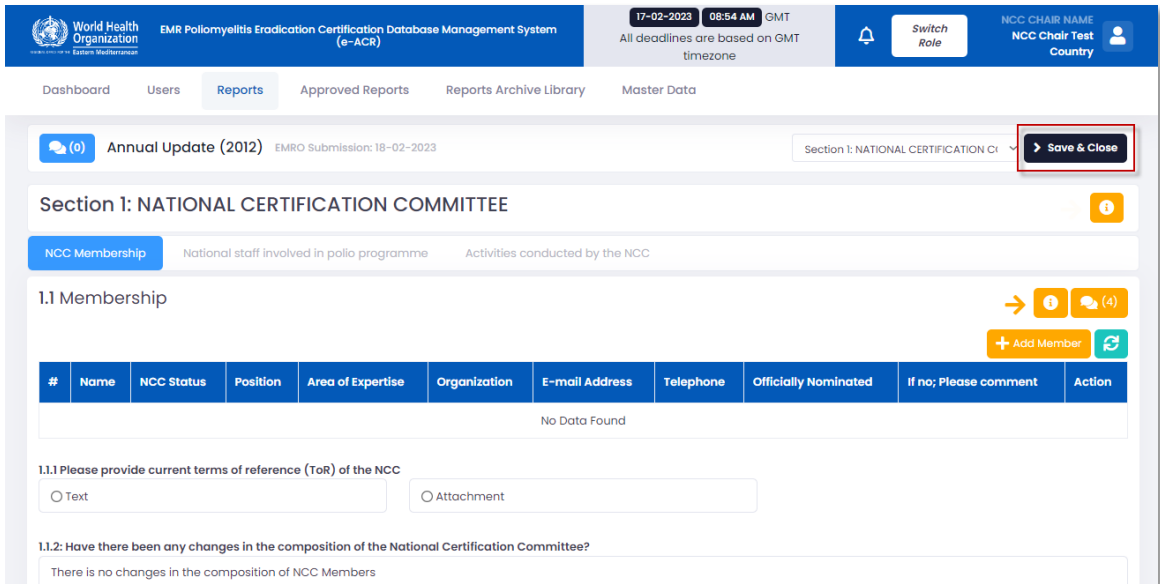 World Health
Organization
Eastern Mediterranean
EMR Poliomyelitis Eradication Certification Database Management System
(e-ACR)
17-02-2023 08:54 AM GMT
All deadlines are based on GMT
timezone
Switch
Role
NCC CHAIR NAME
NCC Chair Test
Country
Dashboard Users Reports Approved Reports Reports Archive Library Master Data
(0) Annual Update (2012) EMRO Submission: 18-02-2023
Section 1: NATIONAL CERTIFICATION
Save & Close
Section 1: NATIONAL CERTIFICATION COMMITTEE
NCC Membership National staff involved in polio programme Activities conducted by the NCC
1.1 Membership
(4)
+ Add Member
# Name NCC Status Position Area of Expertise Organization E-mail Address Telephone Officially Nominated If no; Please comment Action
No Data Found
1.1.1 Please provide current terms of reference (ToR) of the NCC
Text Attachment
1.1.2: Have there been any changes in the composition of the National Certification Committee?
There is no changes in the composition of NCC Members